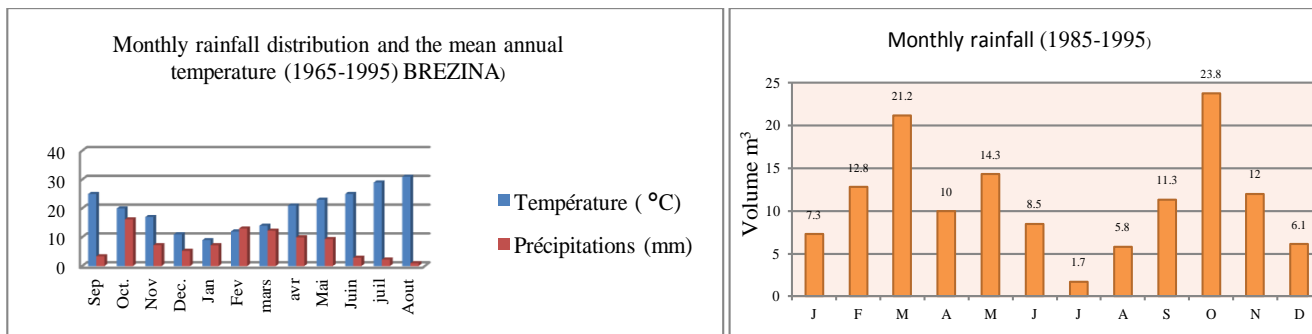 Monthly rainfall distribution and the mean annual
temperature (1965-1995) BREZINA)
40
30
20
10
0
Sep
Oct.
Nov
Dec.
Jan
Fev
mars
avr
Mai
Juin
juil
Aout
Température ( °C)
Précipitations (mm)
Monthly rainfall (1985-1995)
Volume m³
25
20
15
10
5
0
7.3
12.8
21.2
10
14.3
8.5
1.7
5.8
11.3
23.8
12
6.1
J F M A M J J A S O N D